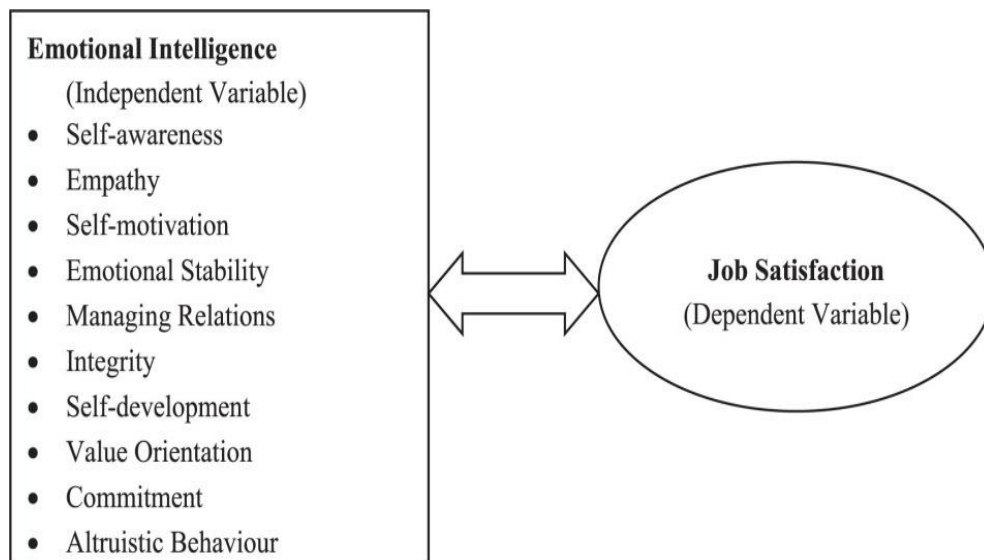 Emotional Intelligence
(Independent Variable)
• Self-awareness
• Empathy
• Self-motivation
• Emotional Stability
• Managing Relations
• Integrity
• Self-development
• Value Orientation
• Commitment
• Altruistic Behaviour
Job Satisfaction
(Dependent Variable)